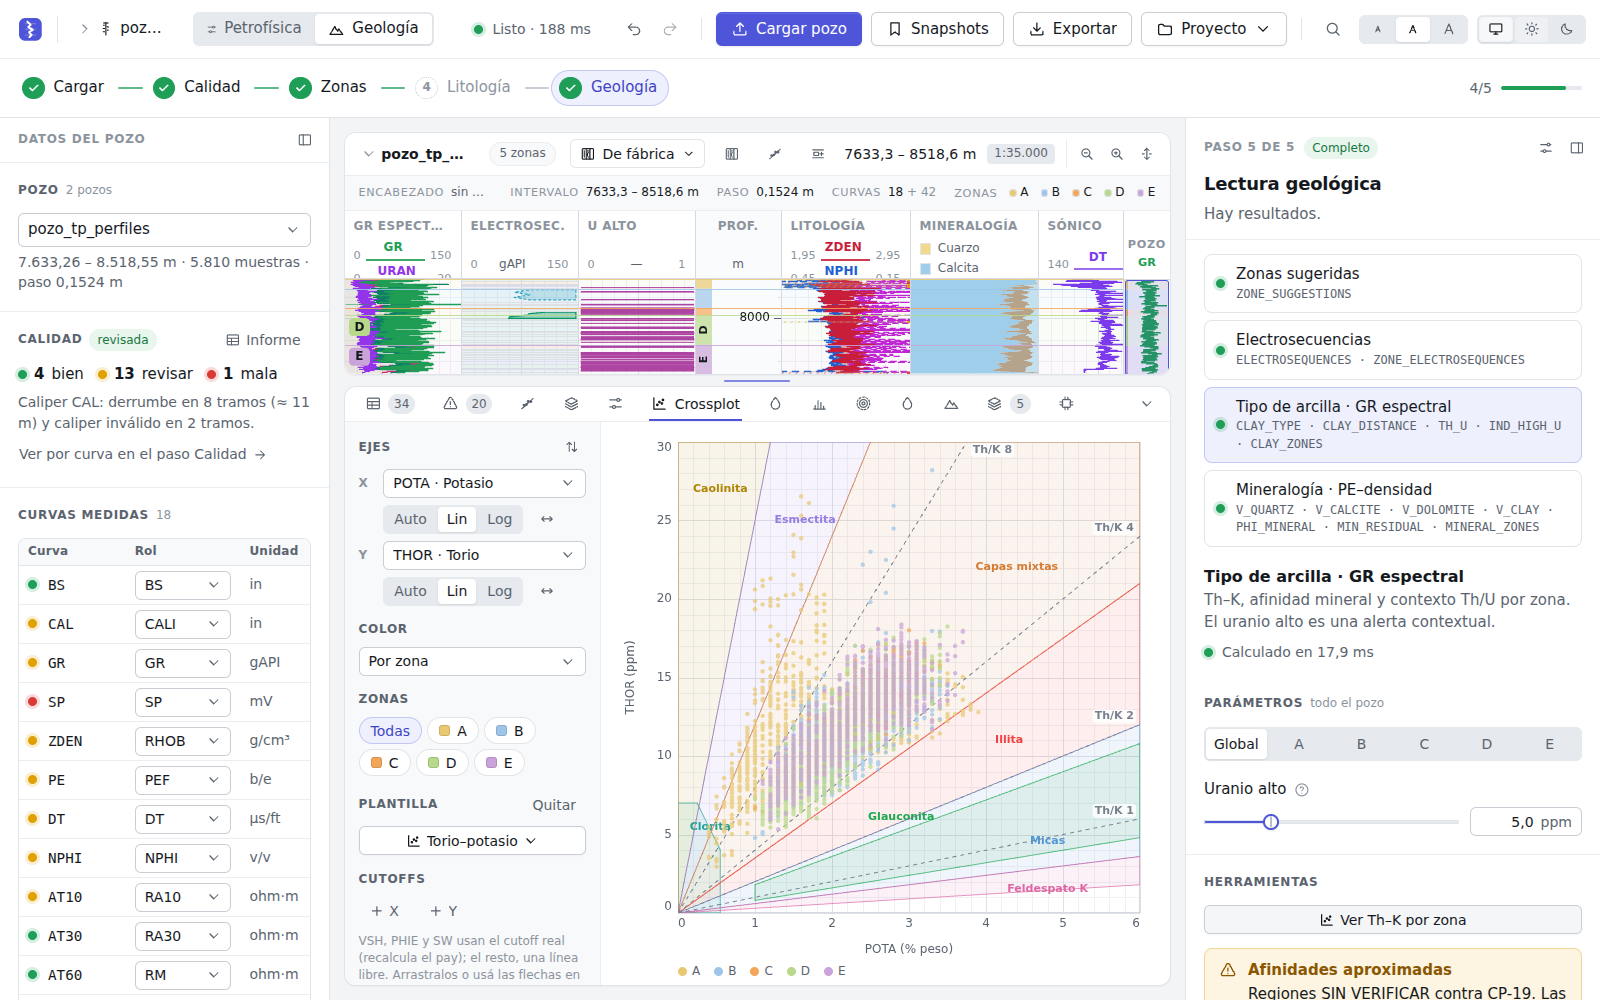 poz...
Petrofísica
Geología
Listo · 188 ms
Cargar pozo
Snapshots
Exportar
Proyecto
A
A
A
Cargar
Calidad
Zonas
4
Litología
Geología
4/5
DATOS DEL POZO
POZO 2 pozos
pozo_tp_perfiles
7.633,26 – 8.518,55 m · 5.810 muestras ·
paso 0,1524 m
CALIDAD revisada
Informe
4 bien 13 revisar 1 mala
Caliper CAL: derrumbe en 8 tramos (≈ 11
m) y caliper inválido en 2 tramos.
Ver por curva en el paso Calidad →
CURVAS MEDIDAS 18
Curva Rol Unidad
BS BS in
CAL CALI in
GR GR gAPI
SP SP mV
ZDEN RHOB g/cm³
PE PEF b/e
DT DT µs/ft
NPHI NPHI v/v
AT10 RA10 ohm·m
AT30 RA30 ohm·m
AT60 RM ohm·m
pozo_tp_...
5 zonas
De fábrica
7633,3 – 8518,6 m
1:35.000
ENCABEZADO sin ...
INTERVALO 7633,3 – 8518,6 m
PASO 0,1524 m
CURVAS 18 + 42
ZONAS A B C D E
GR ESPECT...
0 GR 150
URAN
ELECTROSEC.
0 gAPI 150
U ALTO
0 — 1
PROF.
m
LITOLOGÍA
1,95 ZDEN 2,95
0,45 NPHI -0,15
MINERALOGÍA
Cuarzo
Calcita
SÓNICO
140 DT
POZO
GR
D
E
D
E
8000
34
20
Crossplot
5
EJES
X POTA · Potasio
Auto Lin Log
Y THOR · Torio
Auto Lin Log
COLOR
Por zona
ZONAS
Todas A B
C D E
PLANTILLA Quitar
Torio–potasio
CUTOFFS
+ X + Y
VSH, PHIE y SW usan el cutoff real
(recalcula el pay); el resto, una línea
libre. Arrastralos o usá las flechas en
THOR (ppm)
30
25
20
15
10
5
0
0 1 2 3 4 5 6
POTA (% peso)
Caolinita
Esmectita
Capas mixtas
Illita
Glauconita
Clorita
Micas
Feldespato K
Th/K 8
Th/K 4
Th/K 2
Th/K 1
A B C D E
PASO 5 DE 5 Completo
Lectura geológica
Hay resultados.
Zonas sugeridas
ZONE_SUGGESTIONS
Electrosecuencias
ELECTROSEQUENCES · ZONE_ELECTROSEQUENCES
Tipo de arcilla · GR espectral
CLAY_TYPE · CLAY_DISTANCE · TH_U · IND_HIGH_U
· CLAY_ZONES
Mineralogía · PE–densidad
V_QUARTZ · V_CALCITE · V_DOLOMITE · V_CLAY ·
PHI_MINERAL · MIN_RESIDUAL · MINERAL_ZONES
Tipo de arcilla · GR espectral
Th–K, afinidad mineral y contexto Th/U por zona.
El uranio alto es una alerta contextual.
Calculado en 17,9 ms
PARÁMETROS todo el pozo
Global A B C D E
Uranio alto
5,0 ppm
HERRAMIENTAS
Ver Th–K por zona
Afinidades aproximadas
Regiones SIN VERIFICAR contra CP-19. Las